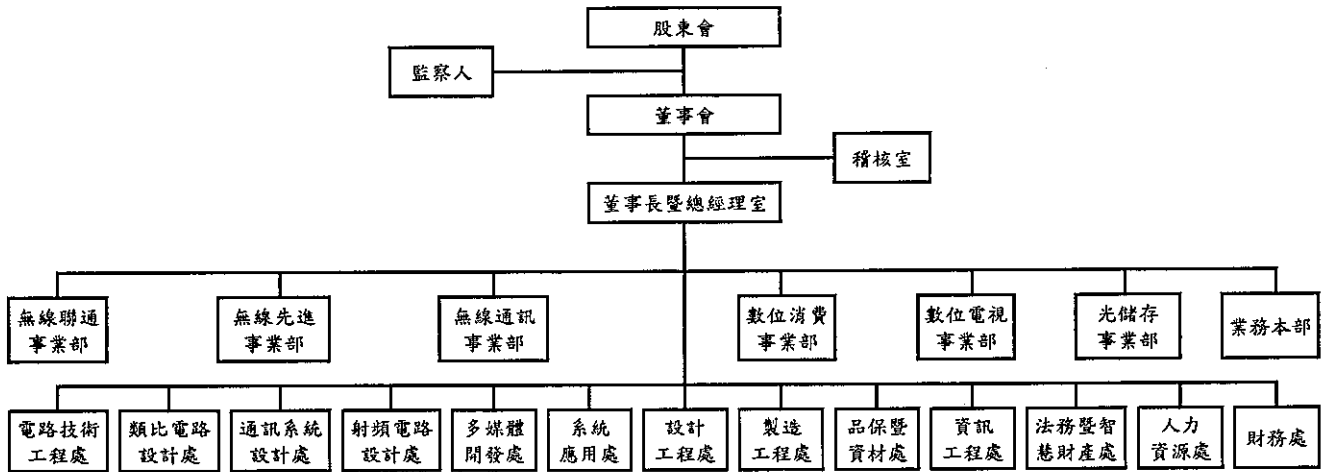 股東會
監察人
董事會
稽核室
董事長暨總經理室
無線聯通
事業部
無線先進
事業部
無線通訊
事業部
數位消費
事業部
數位電視
事業部
光儲存
事業部
業務本部
電路技術
工程處
類比電路
設計處
通訊系統
設計處
射頻電路
設計處
多媒體
開發處
系統
應用處
設計
工程處
製造
工程處
品保暨
資材處
資訊
工程處
法務暨智
慧財產處
人力
資源處
財務處